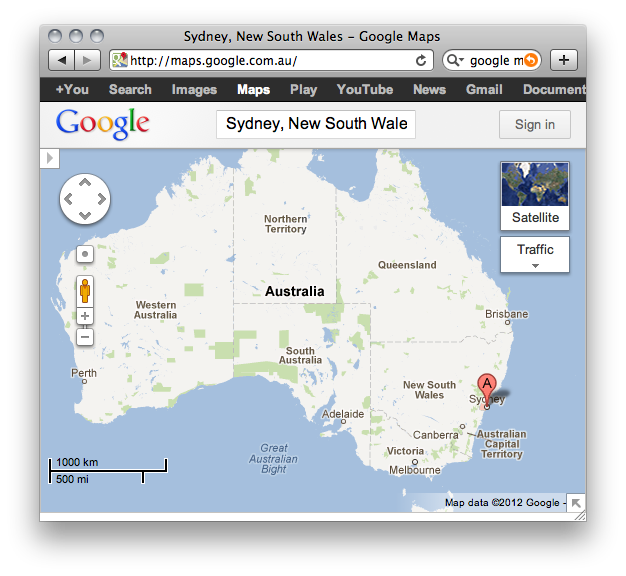 Sydney, New South Wales – Google Maps
http://maps.google.com.au/
google m
+You Search Images Maps Play YouTube News Gmail Document
Google
Sydney, New South Wale
Sign in
Satellite
Traffic
Northern
Territory
Queensland
Australia
Western
Australia
Brisbane
South
Australia
Perth
New South
Wales
A
Sydney
Adelaide
Canberra
Australian
Capital
Territory
Great
Australian
Bight
Victoria
Melbourne
1000 km
500 mi
Map data ©2012 Google -